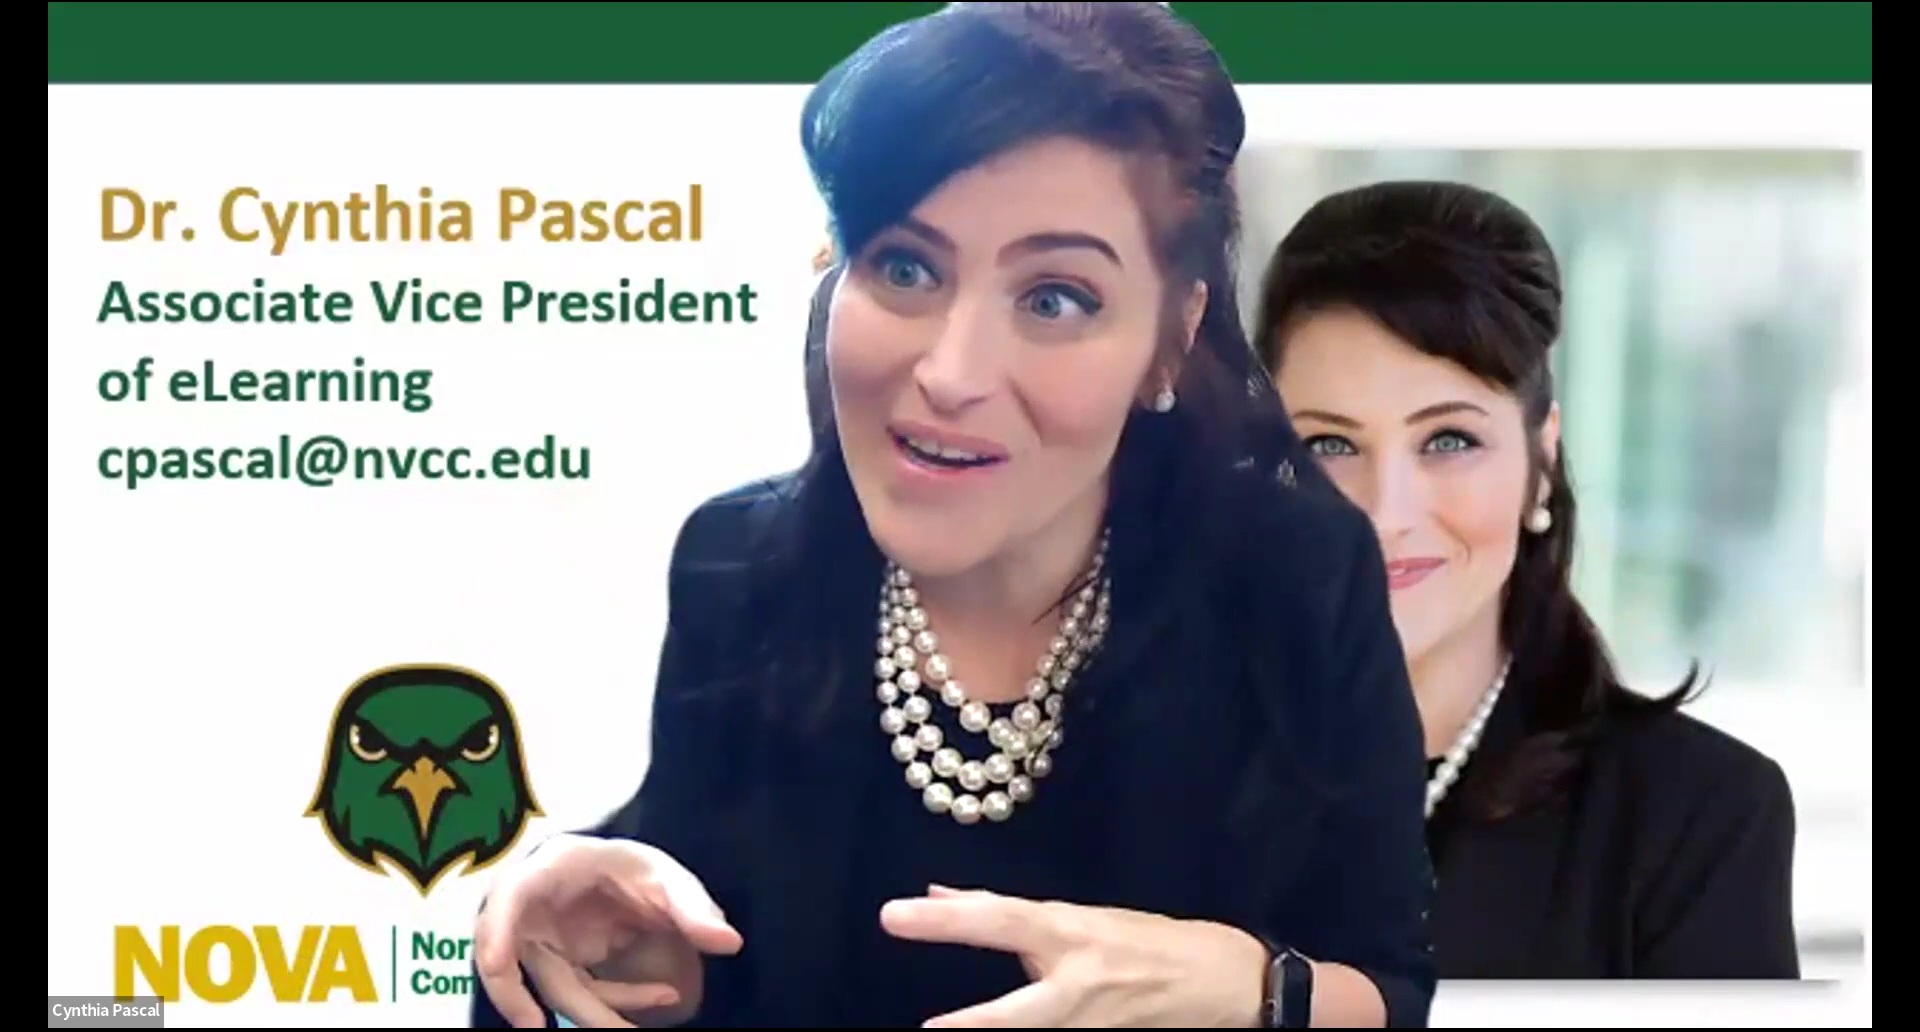 Dr. Cynthia Pascal
Associate Vice President
of eLearning
cpascal@nvcc.edu
NOVA
Nor
Com
Cynthia Pascal